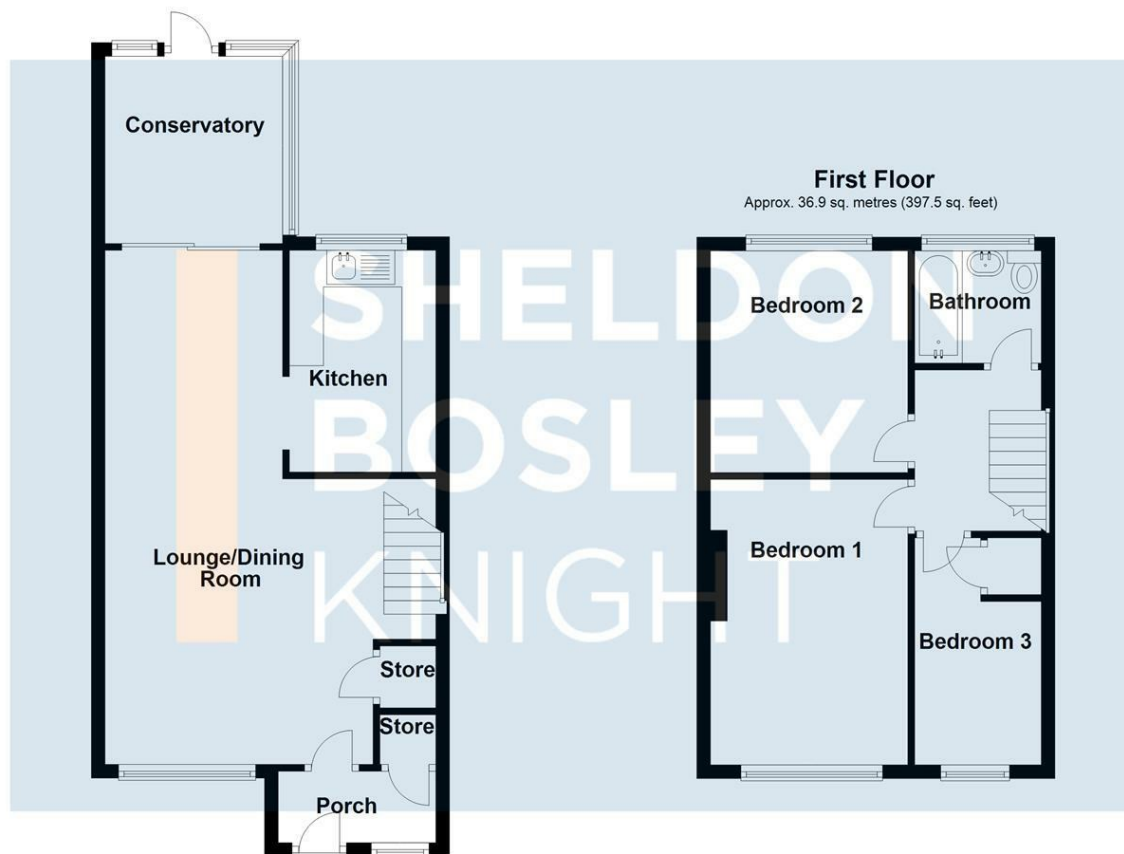 Conservatory
Kitchen
Lounge/Dining
Room
Store
Store
Porch
First Floor
Approx. 36.9 sq. metres (397.5 sq. feet)
Bedroom 2
Bathroom
Bedroom 1
Bedroom 3
SHELDON
BOSLEY
KNIGHT